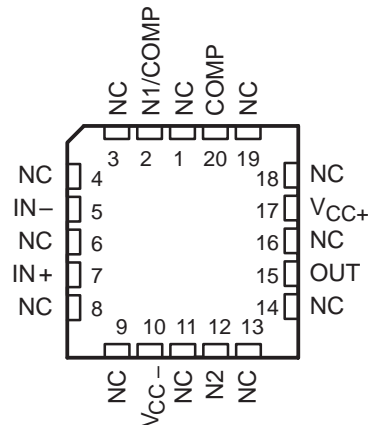 NC N1/COMP NC COMP NC
3 2 1 20 19
NC 4 18 NC
IN− 5 17 VCC+
NC 6 16 NC
IN+ 7 15 OUT
NC 8 14 NC
9 10 11 12 13
NC VCC− NC N2 NC